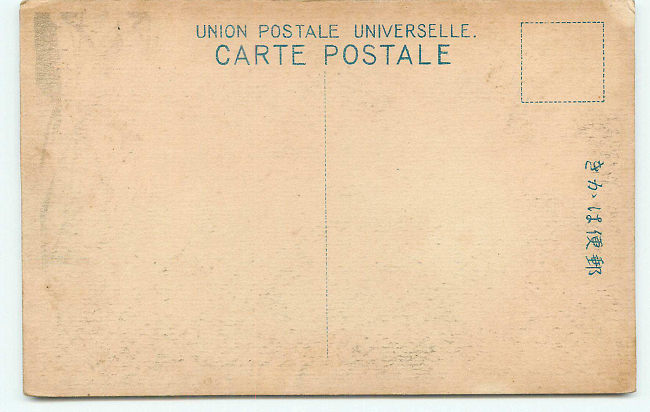 UNION POSTALE UNIVERSELLE.
CARTE POSTALE
郵便はかき